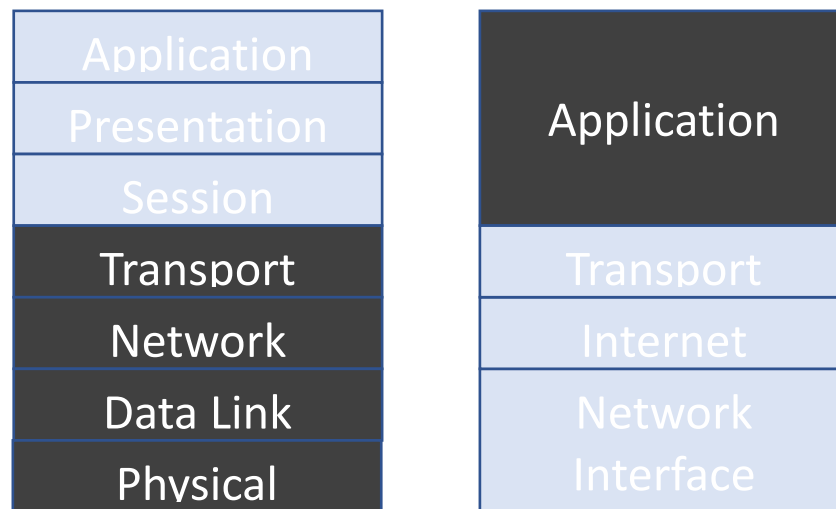 Application
Presentation
Session
Transport
Network
Data Link
Physical
Application
Transport
Internet
Network
Interface